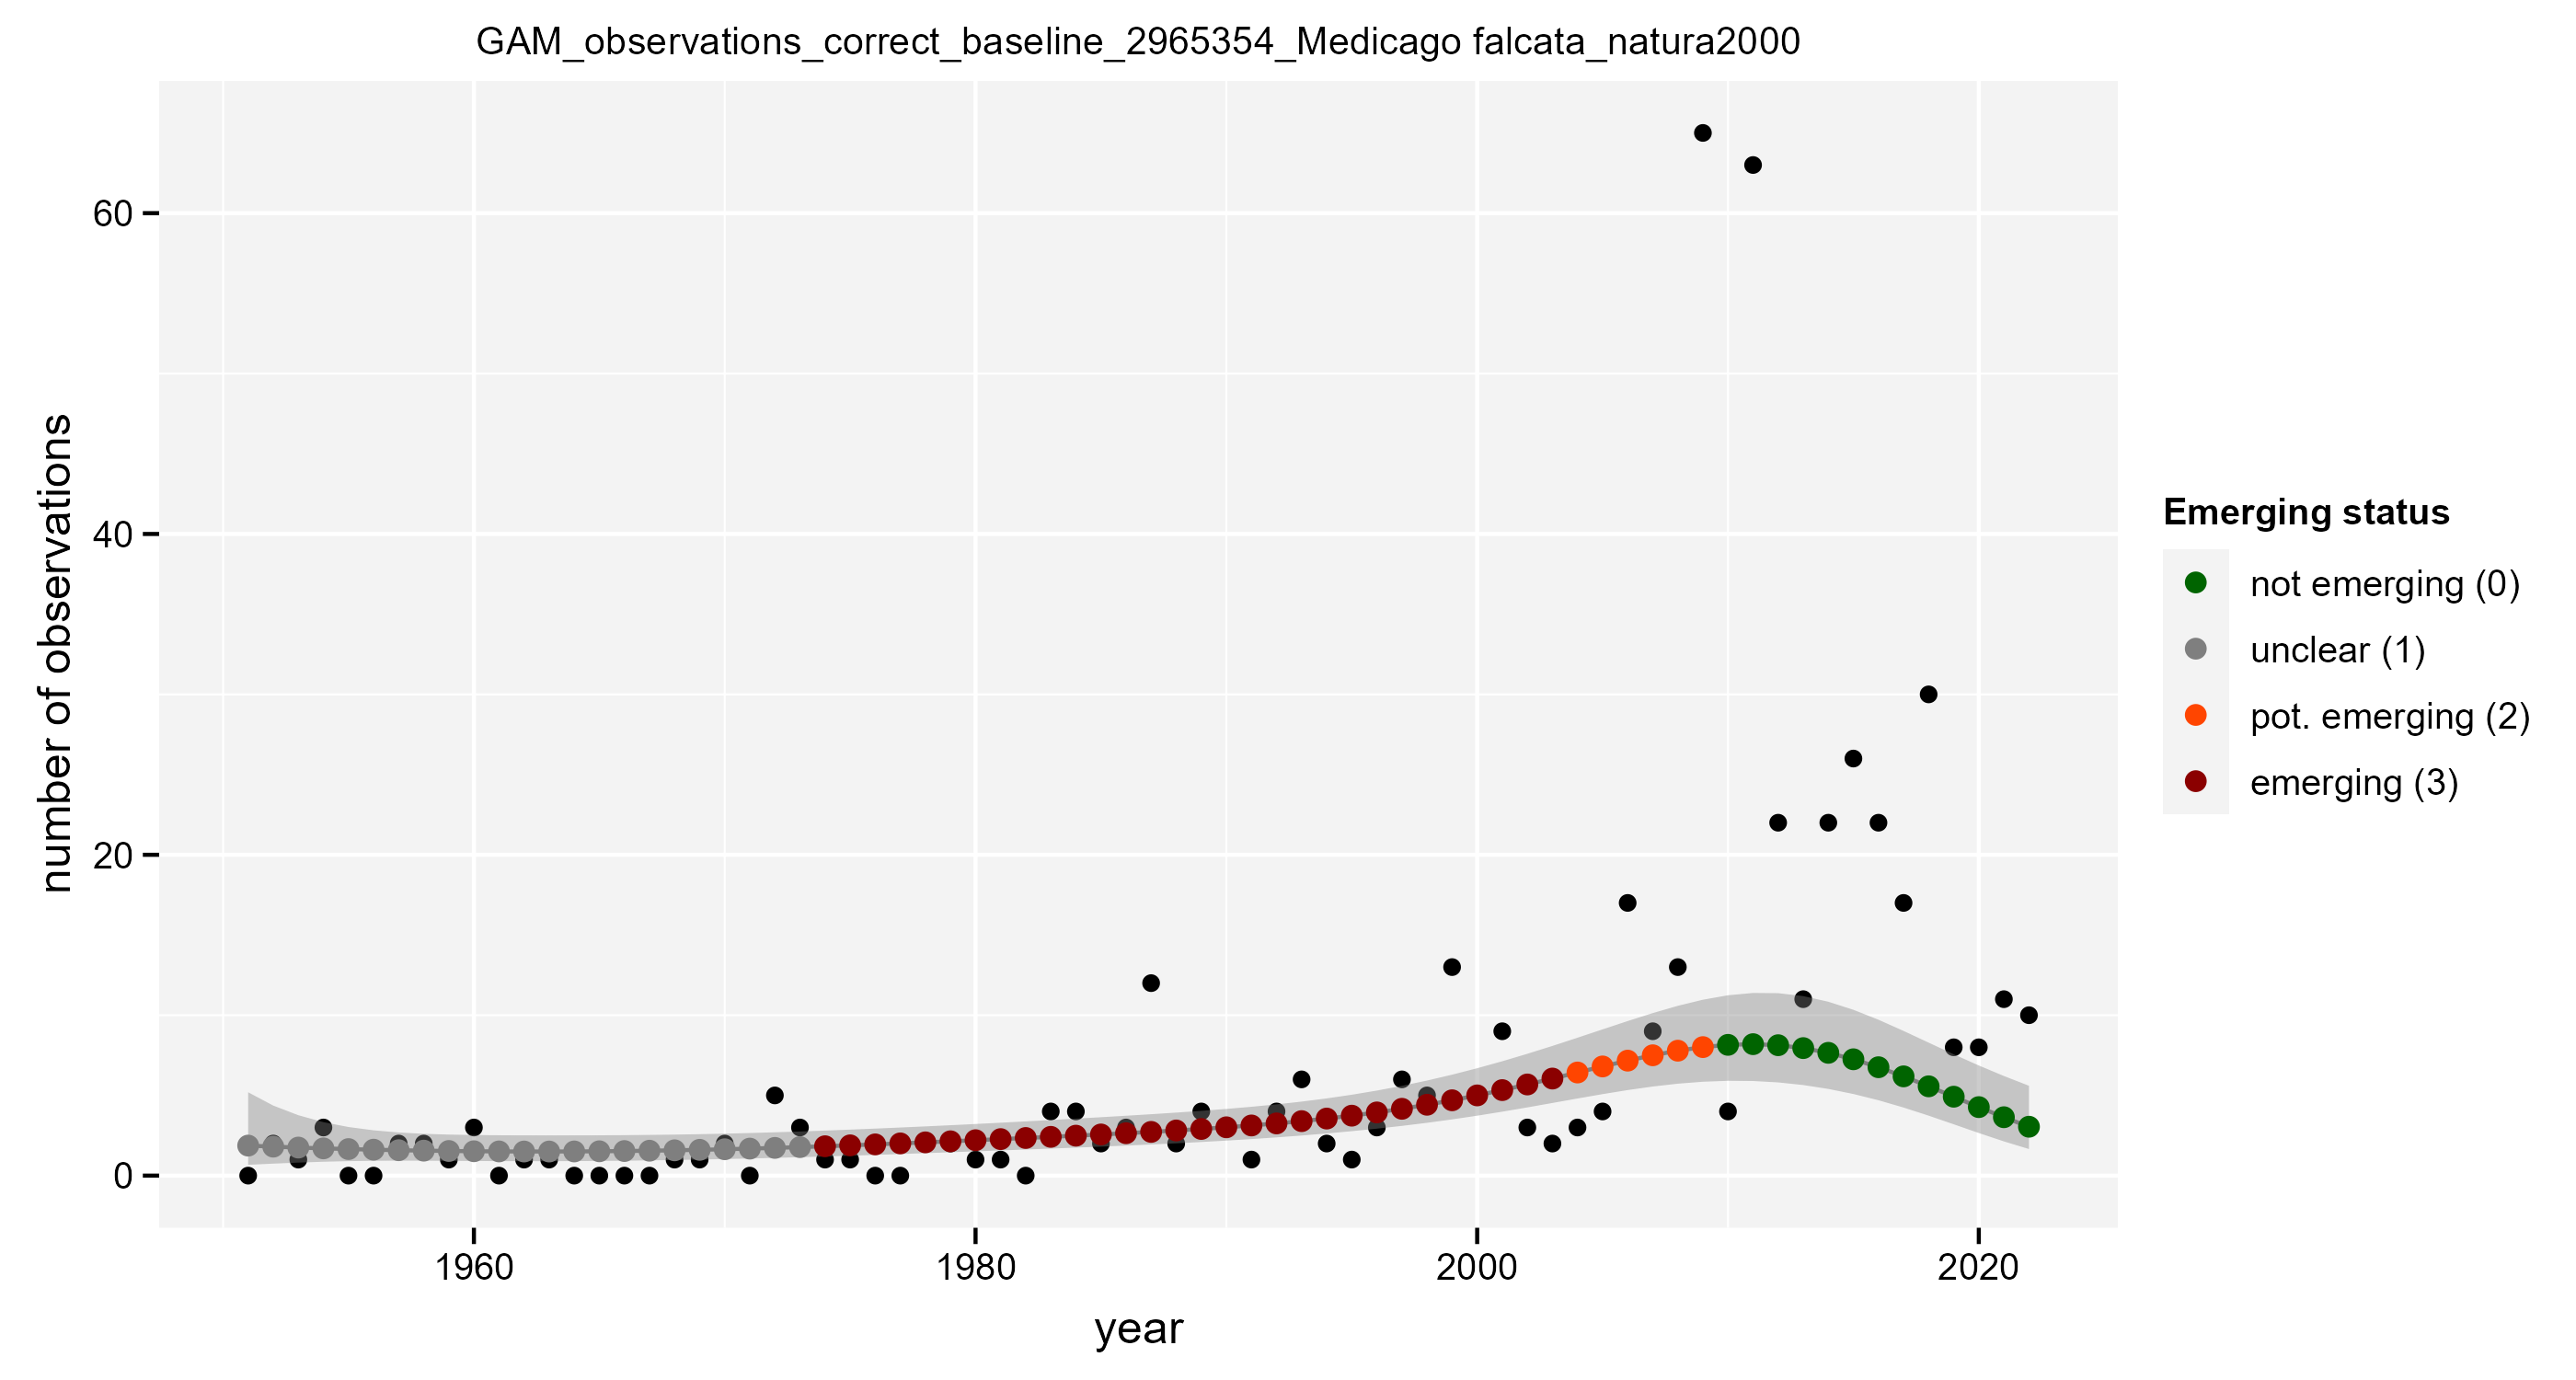 GAM_observations_correct_baseline_2965354_Medicago falcata_natura2000
number of observations
60
40
20
0
1960
1980
2000
2020
year
Emerging status
not emerging (0)
unclear (1)
pot. emerging (2)
emerging (3)